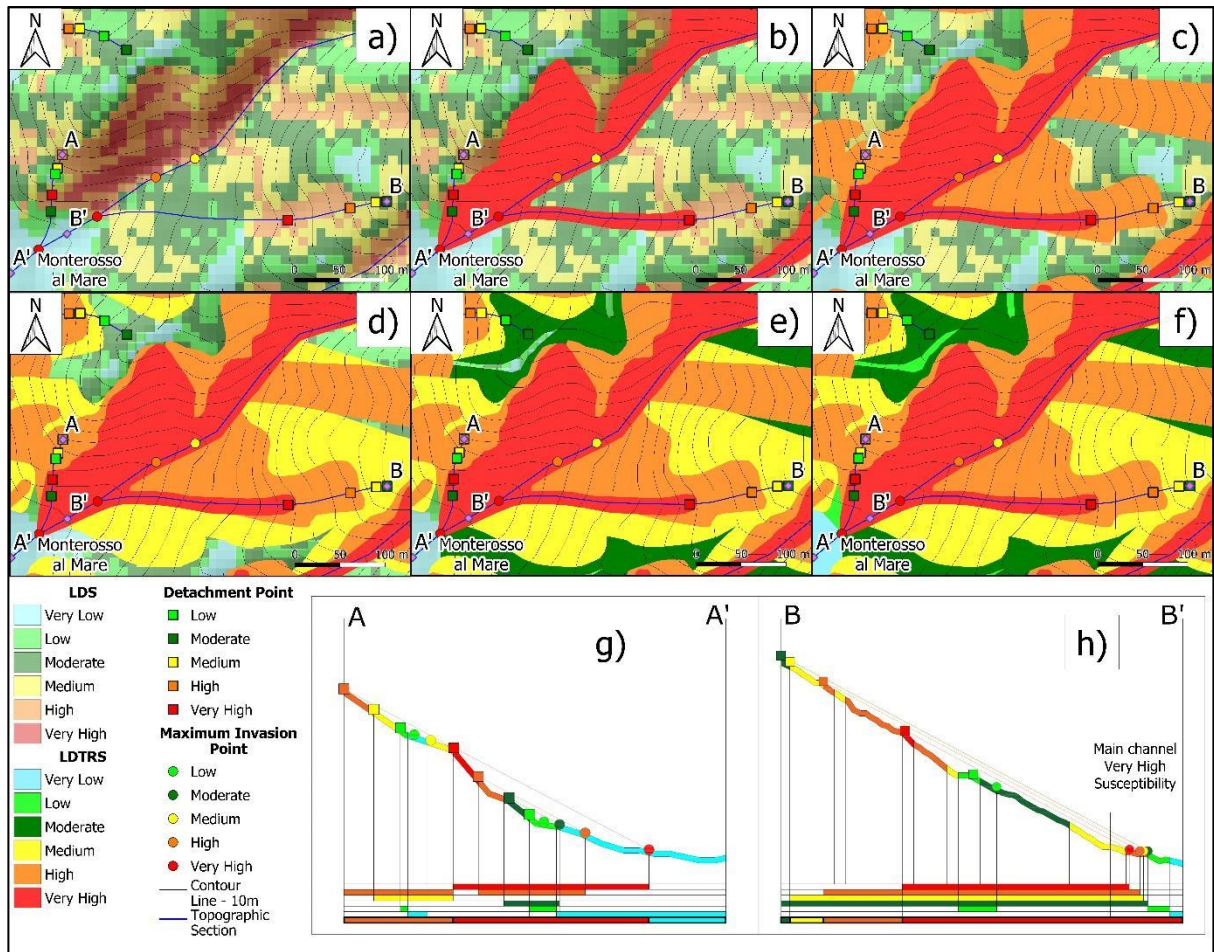 N
a)
A
B
B'
A'
Monterosso
al Mare
0 50 100 m
N
b)
A
B
B'
A'
Monterosso
al Mare
0 50 100 m
N
c)
A
B
B'
A'
Monterosso
al Mare
0 50 100 m
N
d)
A
B
B'
A'
Monterosso
al Mare
0 50 100 m
N
e)
A
B
B'
A'
Monterosso
al Mare
0 50 100 m
N
f)
A
B
B'
A'
Monterosso
al Mare
0 50 100 m
LDS
Very Low
Low
Moderate
Medium
High
Very High
LDTRS
Very Low
Low
Moderate
Medium
High
Very High
Detachment Point
Low
Moderate
Medium
High
Very High
Maximum Invasion
Point
Low
Moderate
Medium
High
Very High
Contour
Line - 10m
Topographic
Section
A
g)
A'
B
h)
B'
Main channel
Very High
Susceptibility